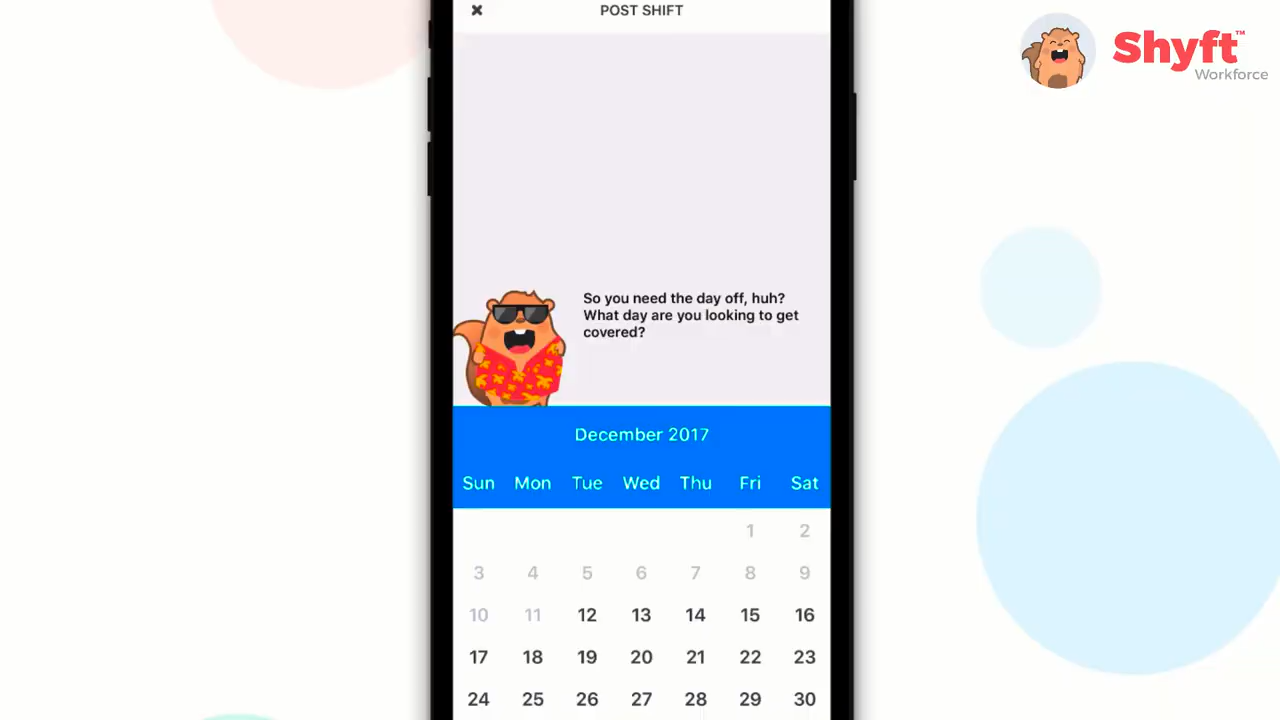 POST SHIFT
Shyft™
Workforce
So you need the day off, huh?
What day are you looking to get
covered?
December 2017
Sun Mon Tue Wed Thu Fri Sat
1 2
3 4 5 6 7 8 9
10 11 12 13 14 15 16
17 18 19 20 21 22 23
24 25 26 27 28 29 30